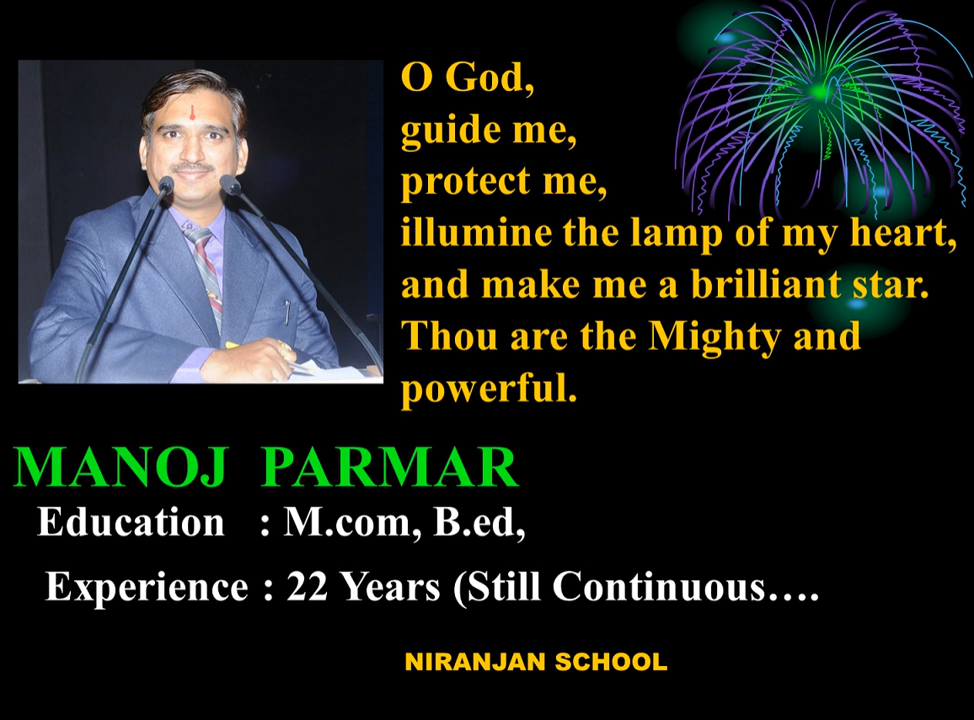 O God,
guide me,
protect me,
illumine the lamp of my heart,
and make me a brilliant star.
Thou are the Mighty and
powerful.
MANOJ PARMAR
Education : M.com, B.ed,
Experience : 22 Years (Still Continuous….
NIRANJAN SCHOOL